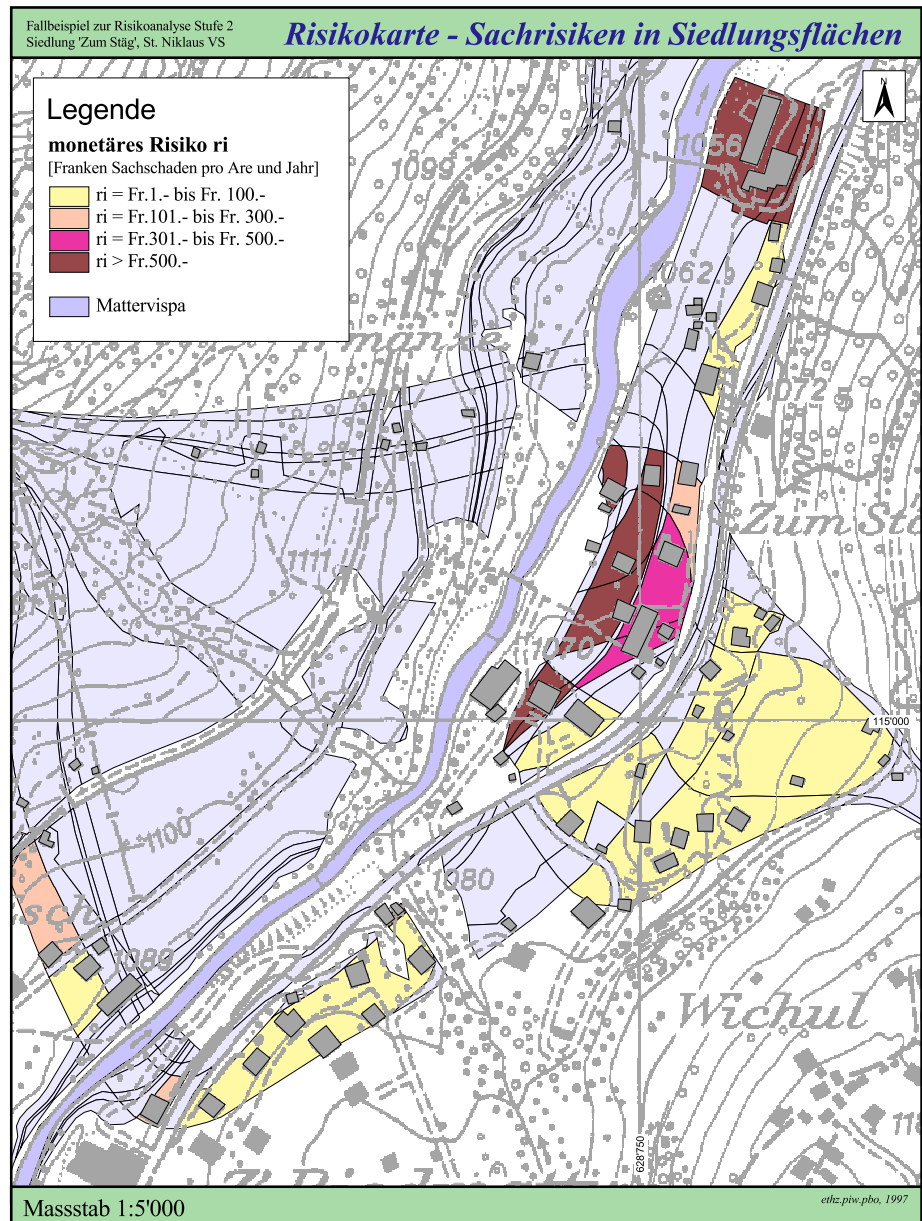 Fallbeispiel zur Risikoanalyse Stufe 2
Siedlung 'Zum Stäg', St. Niklaus VS
Risikokarte - Sachrisiken in Siedlungsflächen
Legende
monetäres Risiko ri
[Franken Sachschaden pro Are und Jahr]
ri = Fr.1.- bis Fr. 100.-
ri = Fr.101.- bis Fr. 300.-
ri = Fr.301.- bis Fr. 500.-
ri > Fr.500.-
Mattervispa
N
1056
1099
1062
1072
1100
Zum St
1111
1070
115'000
1100
1080
sch
1089
Wichul
628'750
Massstab 1:5'000
ethz.piw.pbo, 1997